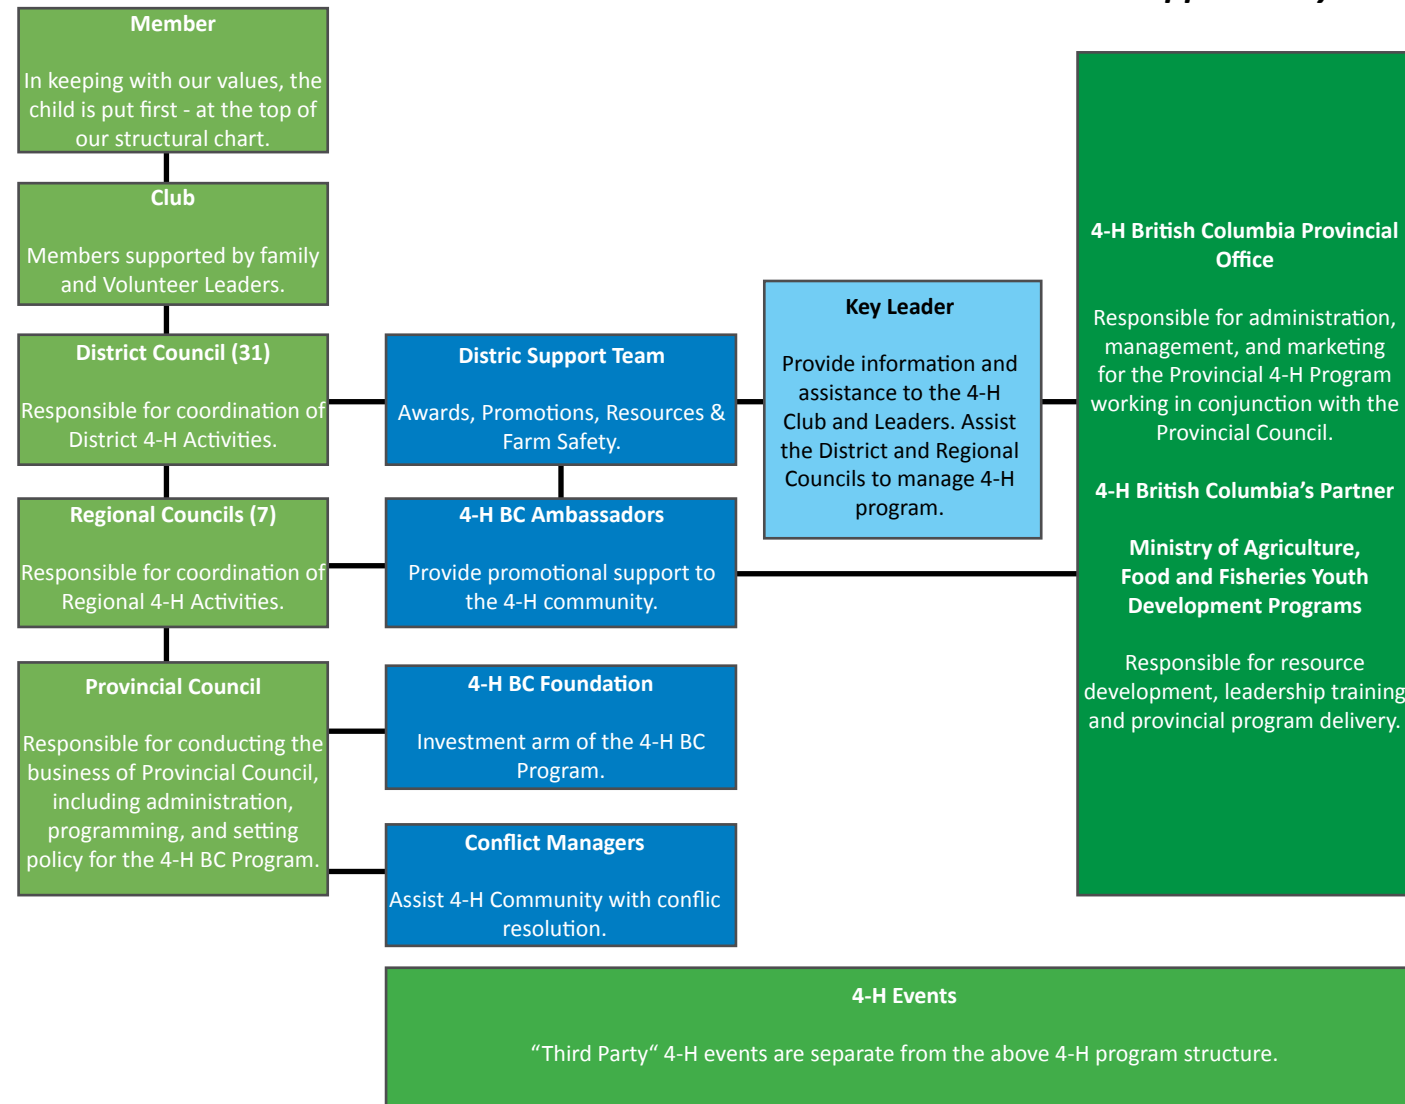 Member
In keeping with our values, the
child is put first - at the top of
our structural chart.
Club
Members supported by family
and Volunteer Leaders.
District Council (31)
Responsible for coordination of
District 4-H Activities.
Regional Councils (7)
Responsible for coordination of
Regional 4-H Activities.
Provincial Council
Responsible for conducting the
business of Provincial Council,
including administration,
programming, and setting
policy for the 4-H BC Program.
Distric Support Team
Awards, Promotions, Resources &
Farm Safety.
4-H BC Ambassadors
Provide promotional support to
the 4-H community.
4-H BC Foundation
Investment arm of the 4-H BC
Program.
Conflict Managers
Assist 4-H Community with conflic
resolution.
Key Leader
Provide information and
assistance to the 4-H
Club and Leaders. Assist
the District and Regional
Councils to manage 4-H
program.
4-H British Columbia Provincial
Office
Responsible for administration,
management, and marketing
for the Provincial 4-H Program
working in conjunction with the
Provincial Council.
4-H British Columbia’s Partner
Ministry of Agriculture,
Food and Fisheries Youth
Development Programs
Responsible for resource
development, leadership training
and provincial program delivery.
4-H Events
“Third Party“ 4-H events are separate from the above 4-H program structure.